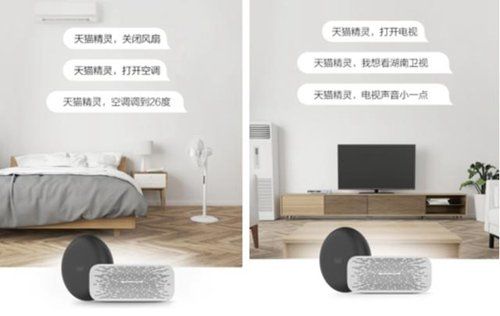 天猫精灵，关闭风扇
天猫精灵，打开空调
天猫精灵，空调调到26度
天猫精灵，打开电视
天猫精灵，我想看湖南卫视
天猫精灵，电视声音小一点